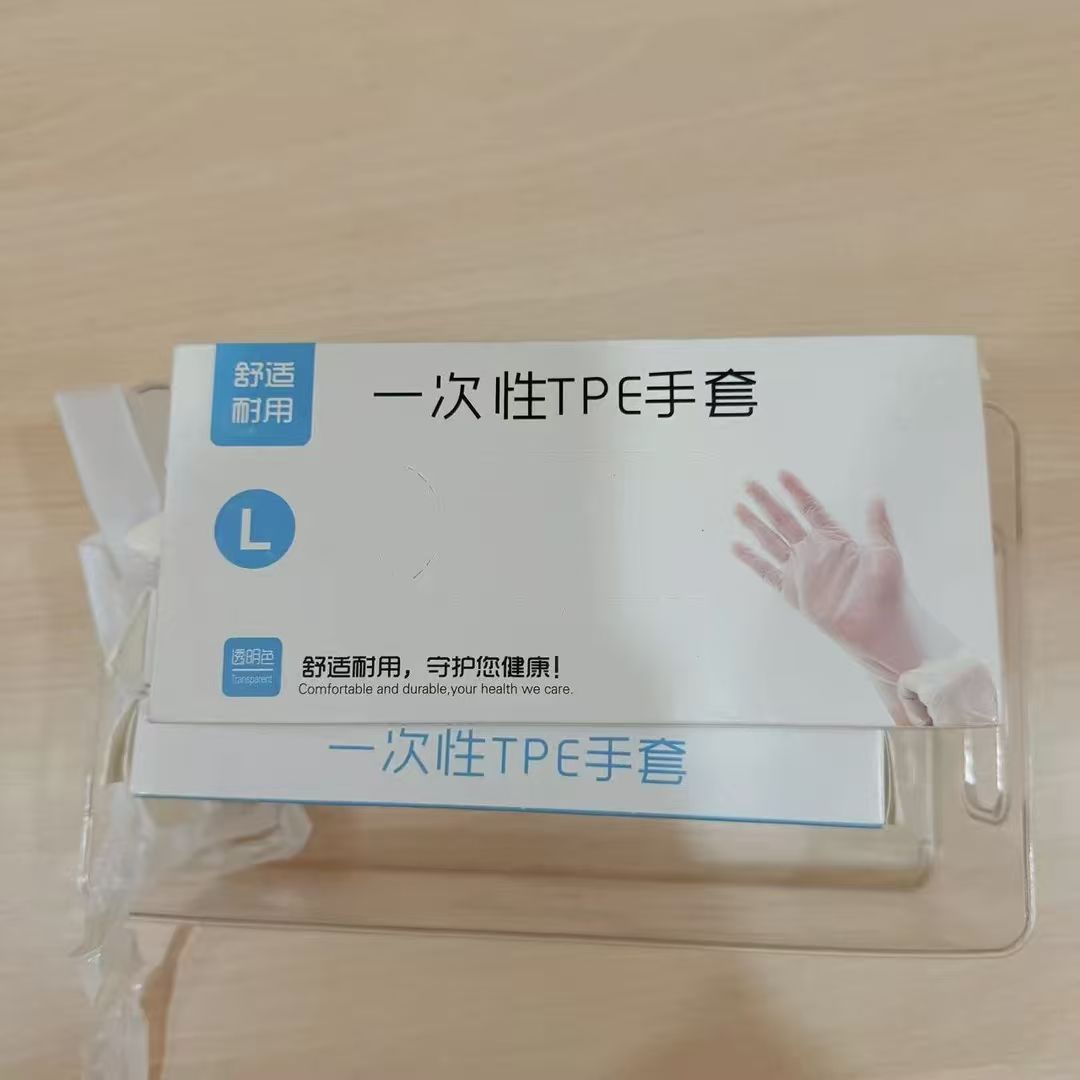 舒适
耐用
一次性TPE手套
L
透明色
Transparent
舒适耐用，守护您健康！
Comfortable and durable,your health we care.
一次性TPE手套